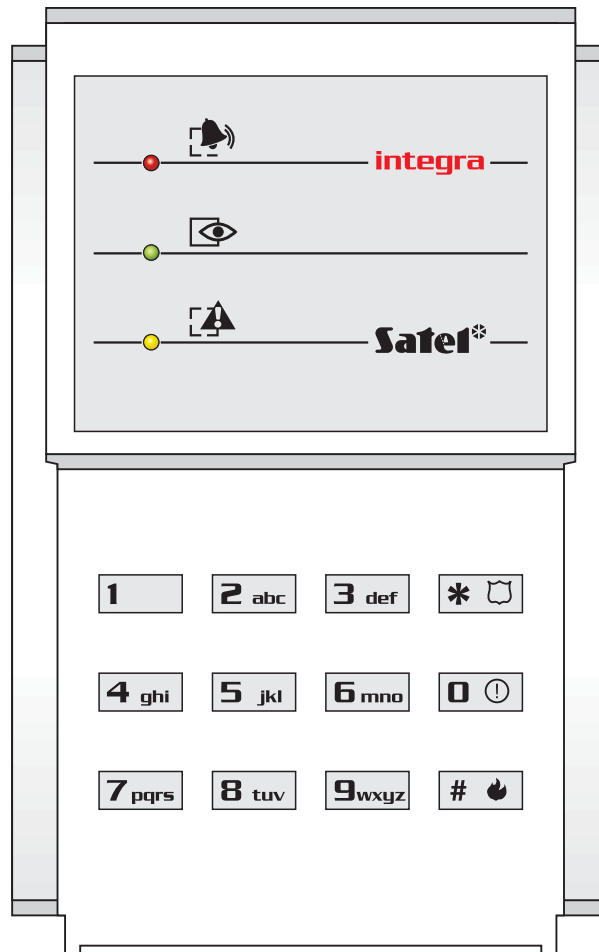 integra
Satel
1 2 abc 3 def *
4 ghi 5 jkl 6 mno 0
7 pqrs 8 tuv 9 wxyz #